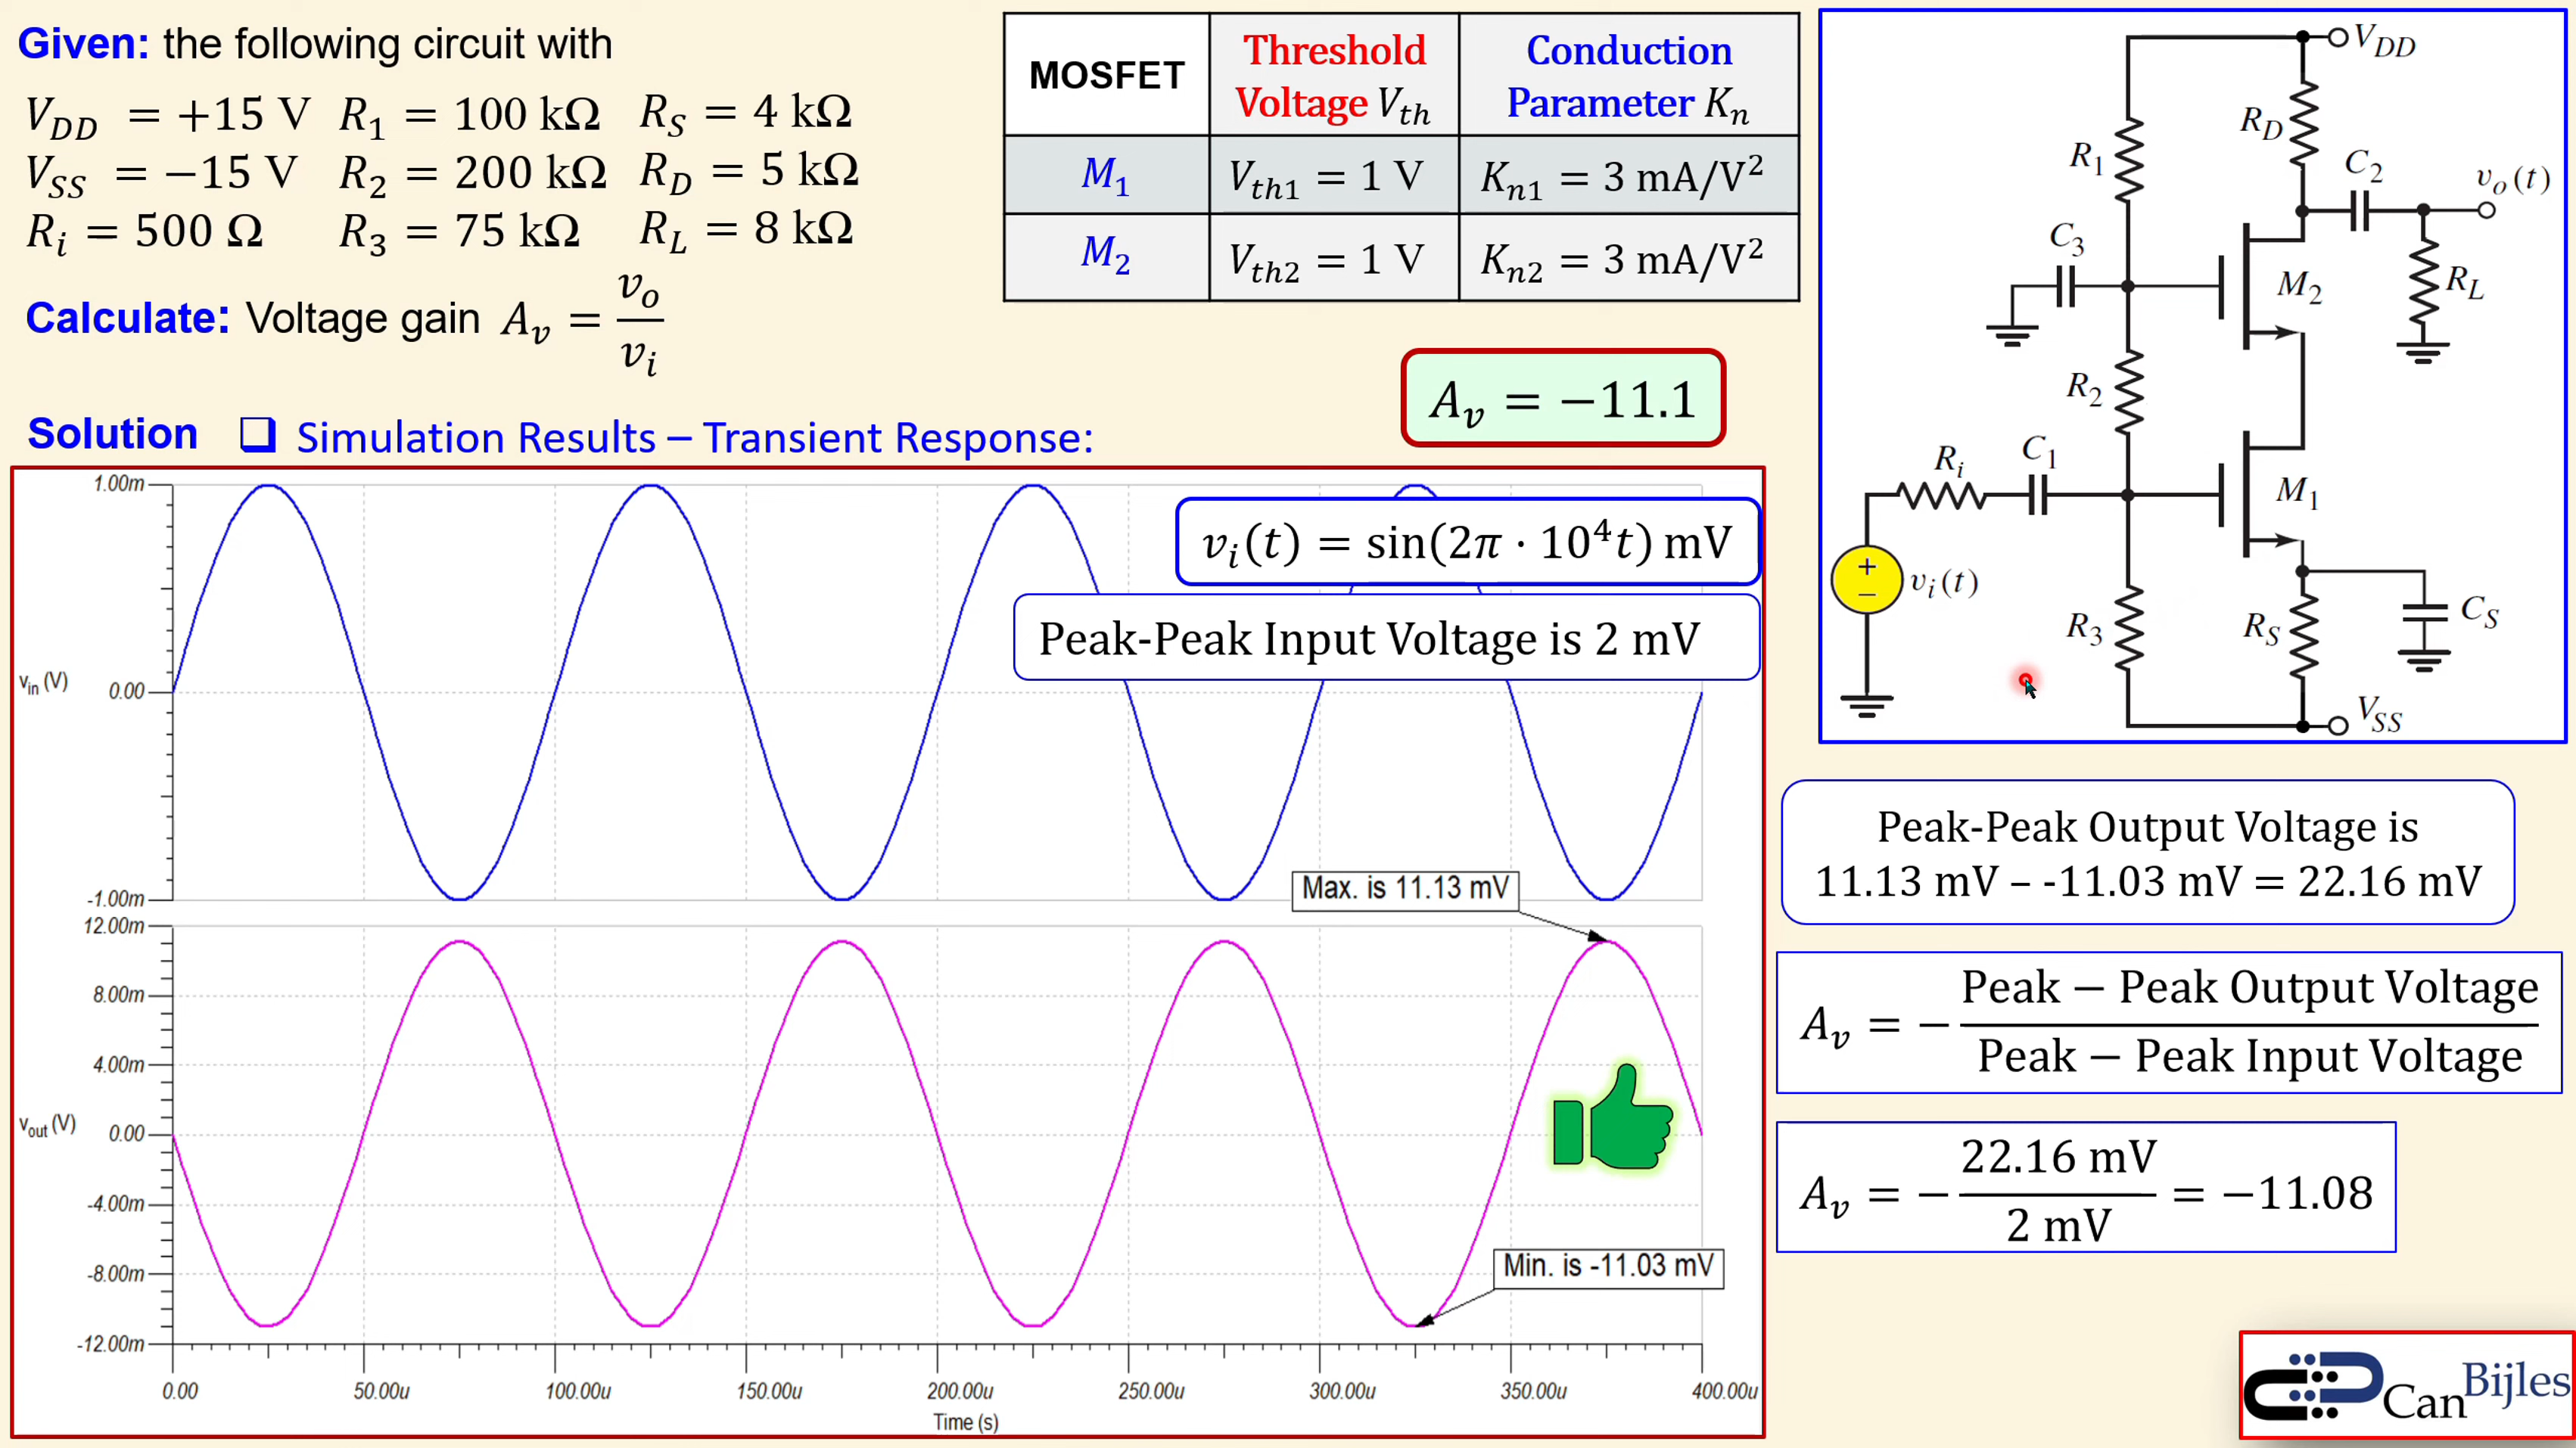 Given: the following circuit with
V_DD = +15 V R_1 = 100 kΩ R_S = 4 kΩ
V_SS = −15 V R_2 = 200 kΩ R_D = 5 kΩ
R_i = 500 Ω R_3 = 75 kΩ R_L = 8 kΩ
Calculate: Voltage gain A_v = v_o / v_i
MOSFET Threshold Voltage V_th Conduction Parameter K_n
M_1 V_th1 = 1 V K_n1 = 3 mA/V²
M_2 V_th2 = 1 V K_n2 = 3 mA/V²
A_v = −11.1
Solution ❑ Simulation Results – Transient Response:
V_DD
R_D
R_1
C_2
v_o(t)
C_3
M_2
R_L
R_2
C_1
R_i
M_1
+
−
v_i(t)
R_3
R_S
C_S
V_SS
v_i(t) = sin(2π · 10⁴t) mV
Peak-Peak Input Voltage is 2 mV
1.00m
v_in (V)
0.00
-1.00m
Max. is 11.13 mV
12.00m
8.00m
4.00m
v_out (V)
0.00
-4.00m
-8.00m
-12.00m
Min. is -11.03 mV
0.00 50.00u 100.00u 150.00u 200.00u 250.00u 300.00u 350.00u 400.00u
Time (s)
Peak-Peak Output Voltage is
11.13 mV – -11.03 mV = 22.16 mV
A_v = − Peak − Peak Output Voltage / Peak − Peak Input Voltage
A_v = − 22.16 mV / 2 mV = −11.08
CanBijles